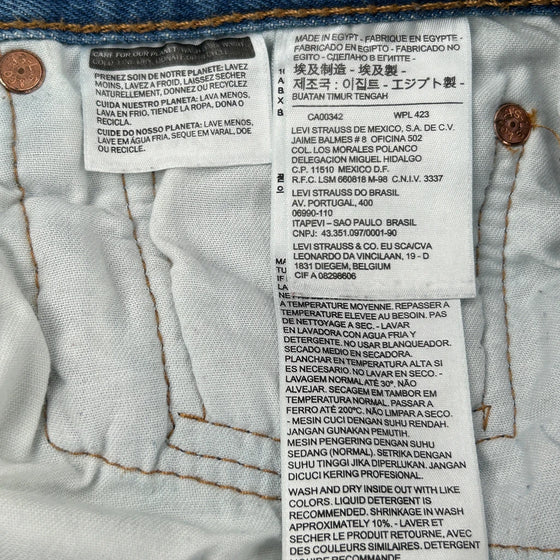 CARE FOR OUR PLANET
PRENEZ SOIN DE NOTRE PLANETE: LAVEZ
MOINS, LAVEZ A L'EAU FROIDE, LAISSEZ SECHER
NATURELLEMENT, DONNEZ OU RECYCLEZ.
CUIDA NUESTRO PLANETA: LAVA MENOS,
LAVA EN FRIO, TIENDE LA ROPA, DONA O
RECICLA.
CUIDE DO NOSSO PLANETA: LAVE MENOS,
LAVE EM ÁGUA FRIA, SEQUE EM VARAL, DOE
OU RECICLE.
MADE IN EGYPT - FABRIQUE EN EGYPTE -
FABRICADO EN EGIPTO - FABRICADO NO
EGITO - СДЕЛАНО В ЕГИПТЕ -
埃及制造 - 埃及製 -
제조국 : 이집트 - エジプト製 -
BUATAN TIMUR TENGAH
CA00342 WPL 423
LEVI STRAUSS DE MEXICO, S.A. DE C.V.
JAIME BALMES # 8 OFICINA 502
COL. LOS MORALES POLANCO
DELEGACION MIGUEL HIDALGO
C.P. 11510 MEXICO D.F.
R.F.C. LSM 660818 M-98 C.N.I.V. 3337
LEVI STRAUSS DO BRASIL
AV. PORTUGAL, 400
06990-110
ITAPEVI – SAO PAULO BRASIL
CNPJ: 43.351.097/0001-90
LEVI STRAUSS & CO. EU SCA/CVA
LEONARDO DA VINCILAAN, 19 - D
1831 DIEGEM, BELGIUM
CIF A 08298606
A TEMPERATURE MOYENNE, REPASSER A
TEMPERATURE ELEVEE AU BESOIN. PAS
DE NETTOYAGE A SEC. - LAVAR
EN LAVADORA CON AGUA FRIA Y
DETERGENTE. NO USAR BLANQUEADOR.
SECADO MEDIO EN SECADORA.
PLANCHAR EN TEMPERATURA ALTA SI
ES NECESARIO. NO LAVAR EN SECO. -
LAVAGEM NORMAL ATÉ 30º, NÃO
ALVEJAR. SECAGEM EM TAMBOR EM
TEMPERATURA NORMAL. PASSAR A
FERRO ATÉ 200ºC. NÃO LIMPAR A SECO.
- MESIN CUCI DENGAN SUHU RENDAH.
JANGAN GUNAKAN PEMUTIH.
MESIN PENGERING DENGAN SUHU
SEDANG (NORMAL). SETRIKA DENGAN
SUHU TINGGI JIKA DIPERLUKAN. JANGAN
DICUCI KERING PROFESIONAL.
WASH AND DRY INSIDE OUT WITH LIKE
COLORS. LIQUID DETERGENT IS
RECOMMENDED. SHRINKAGE IN WASH
APPROXIMATELY 10%. - LAVER ET
SECHER LE PRODUIT RETOURNE, AVEC
DES COULEURS SIMILAIRES.
LIQUIDE RECOMMANDE.